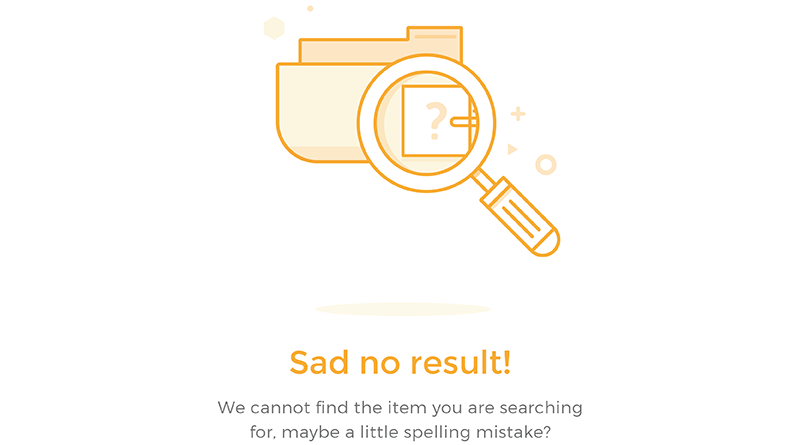 ?
Sad no result!
We cannot find the item you are searching
for, maybe a little spelling mistake?